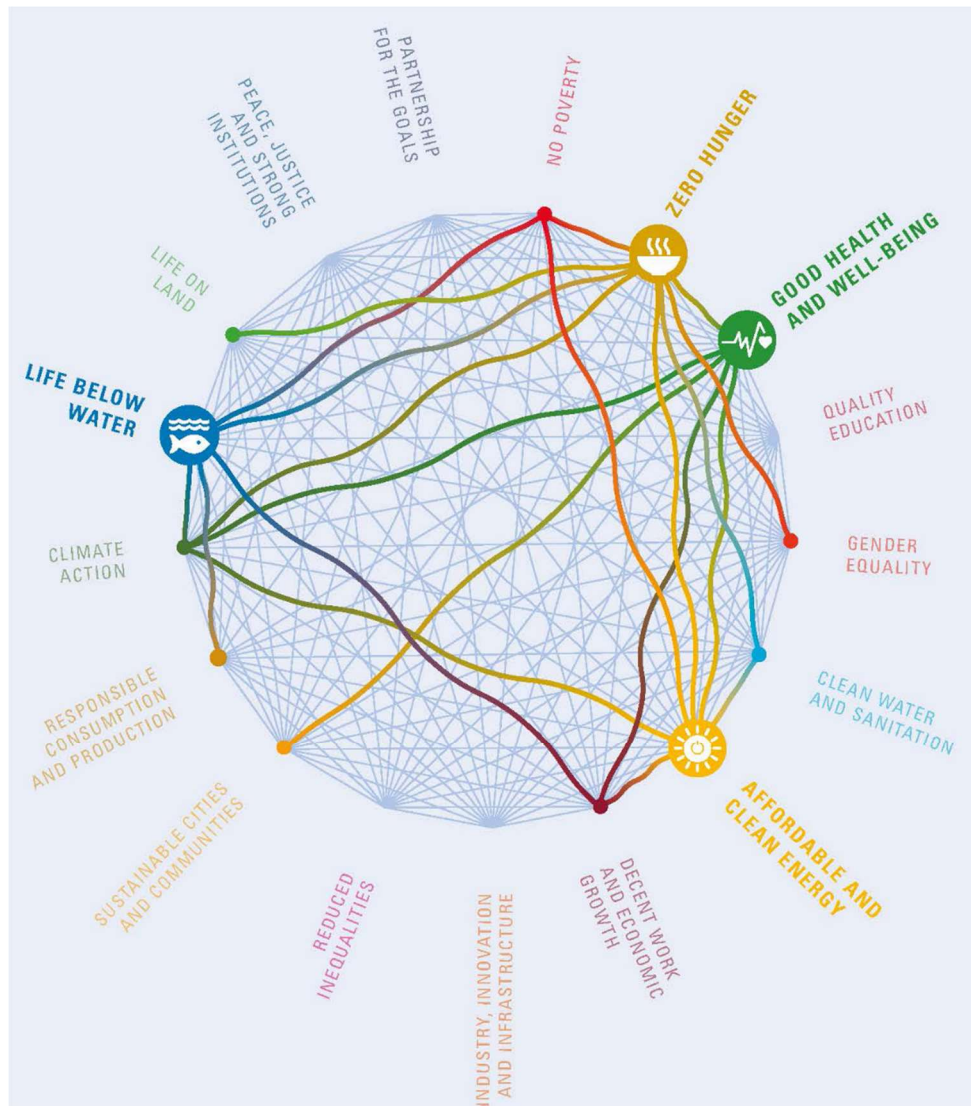 PARTNERSHIP
FOR THE GOALS
NO POVERTY
ZERO HUNGER
GOOD HEALTH
AND WELL-BEING
QUALITY
EDUCATION
GENDER
EQUALITY
CLEAN WATER
AND SANITATION
AFFORDABLE AND
CLEAN ENERGY
DECENT WORK
AND ECONOMIC
GROWTH
INDUSTRY, INNOVATION
AND INFRASTRUCTURE
REDUCED
INEQUALITIES
SUSTAINABLE CITIES
AND COMMUNITIES
RESPONSIBLE
CONSUMPTION
AND PRODUCTION
CLIMATE
ACTION
LIFE BELOW
WATER
LIFE ON
LAND
PEACE, JUSTICE
AND STRONG
INSTITUTIONS